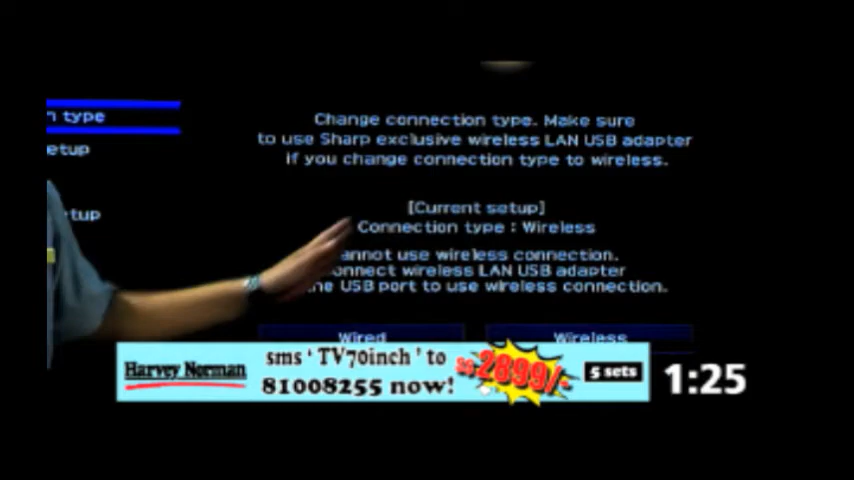 n type
etup
tup
Change connection type. Make sure
to use Sharp exclusive wireless LAN USB adapter
if you change connection type to wireless.
[Current setup]
Connection type : Wireless
annot use wireless connection.
onnect wireless LAN USB adapter
he USB port to use wireless connection.
Wired
Wireless
Harvey Norman
sms ' TV70inch ' to
81008255 now!
2899/-
5 sets
1:25